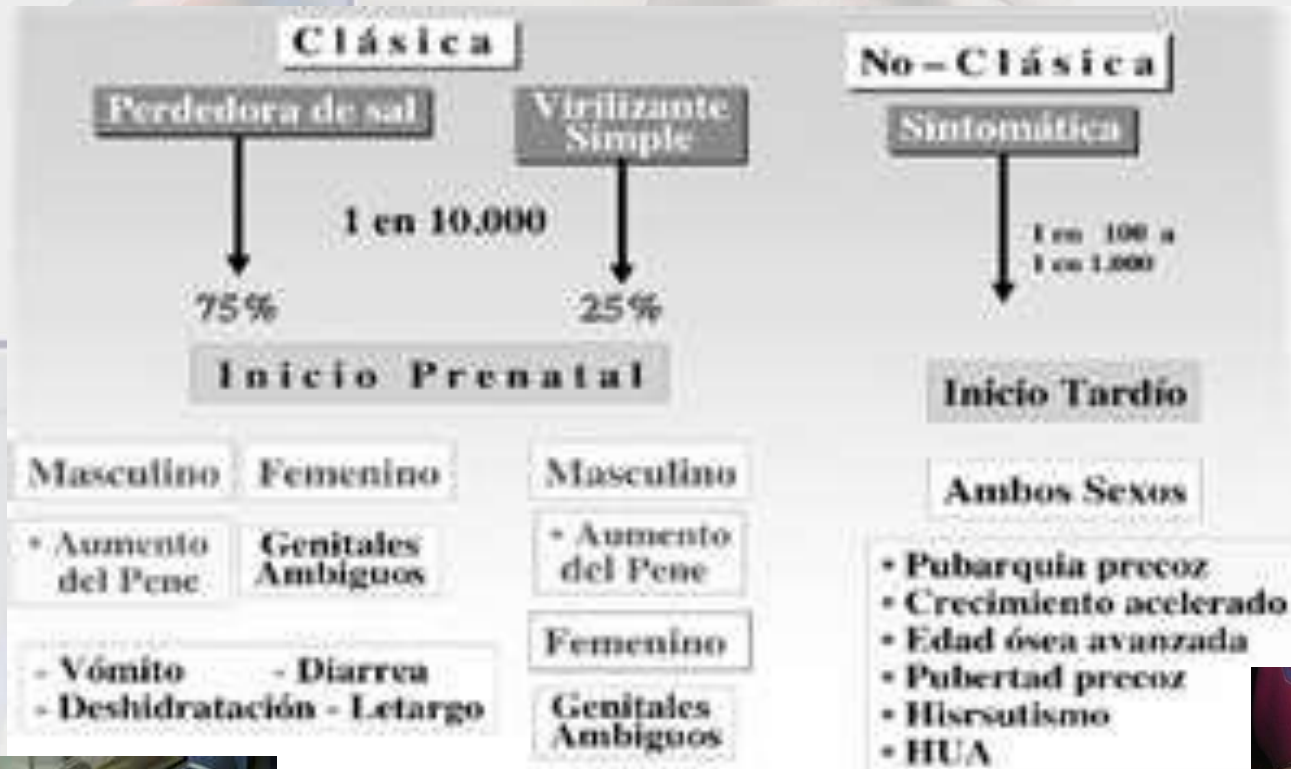 Clásica
Perdedora de sal
Virilizante
Simple
1 en 10.000
75%
25%
Inicio Prenatal
Masculino
Femenino
• Aumento
del Pene
Genitales
Ambiguos
- Vómito - Diarrea
- Deshidratación - Letargo
Masculino
• Aumento
del Pene
Femenino
Genitales
Ambiguos
No-Clásica
Sintomática
1 en 100 a
1 en 1.000
Inicio Tardío
Ambos Sexos
• Pubarquia precoz
• Crecimiento acelerado
• Edad ósea avanzada
• Pubertad precoz
• Hisrsutismo
• HUA